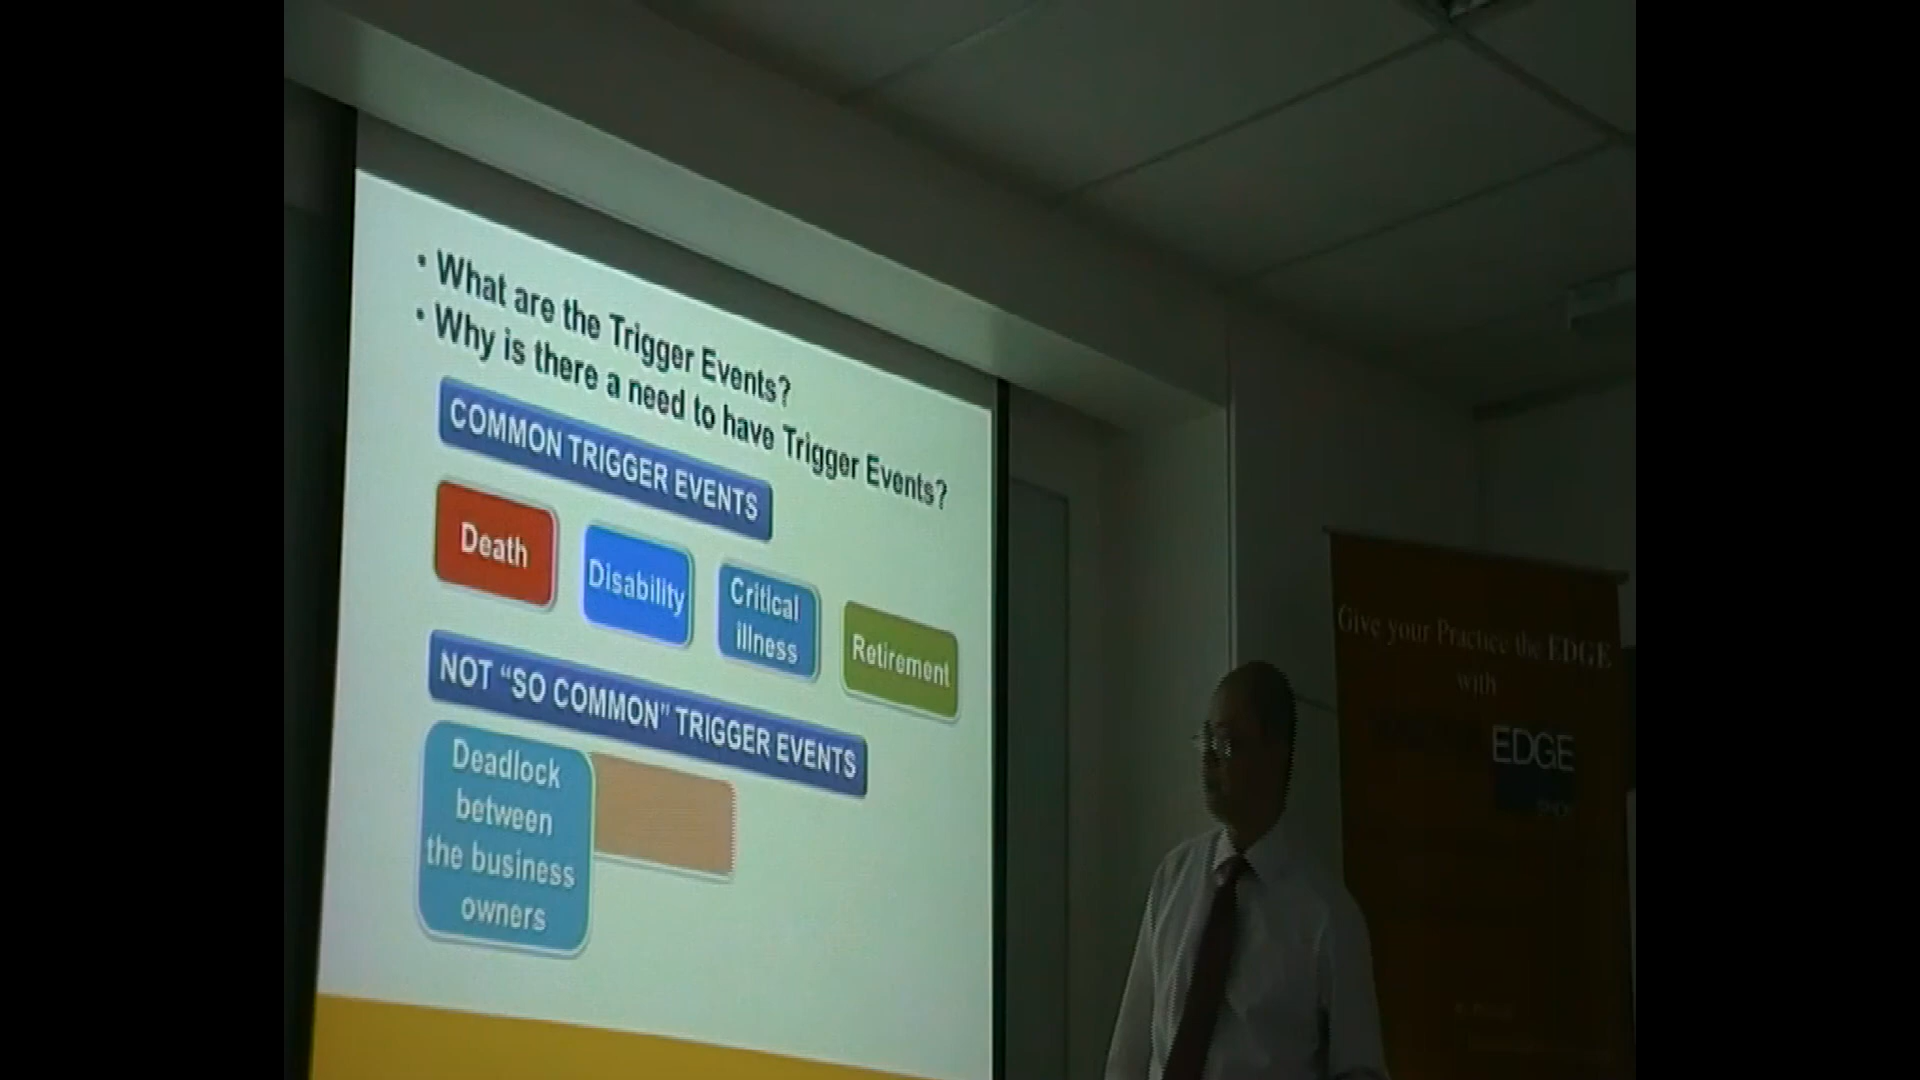 • What are the Trigger Events?
• Why is there a need to have Trigger Events?
COMMON TRIGGER EVENTS
Death
Disability
Critical
illness
Retirement
NOT “SO COMMON” TRIGGER EVENTS
Deadlock
between
the business
owners
Give your Practice the EDGE
with
EDGE